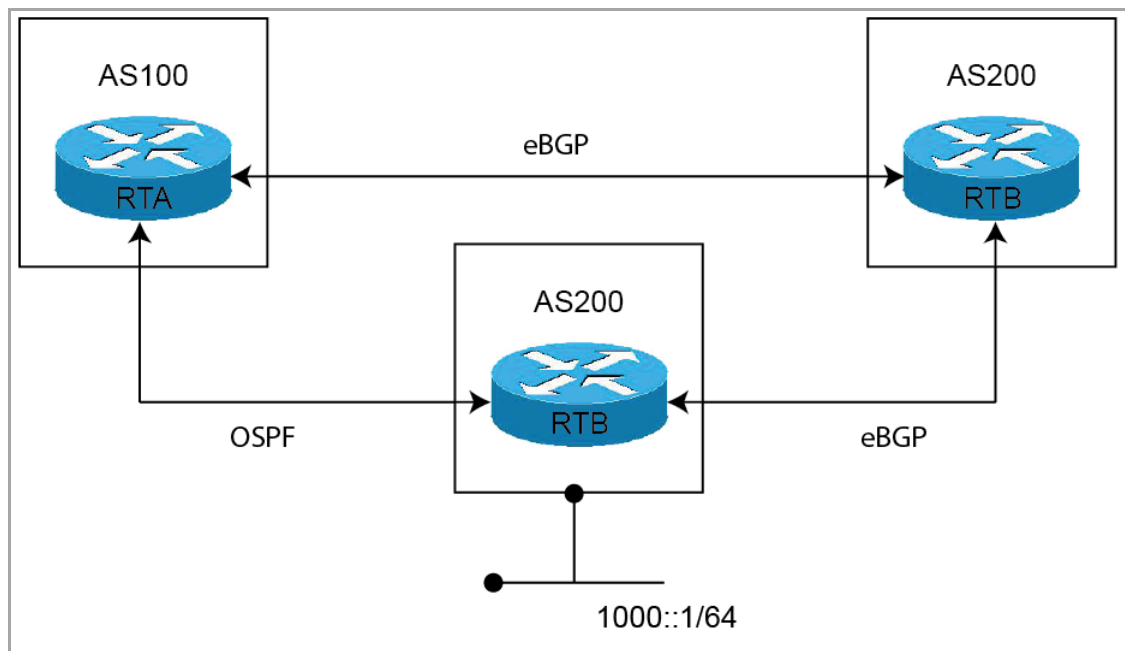 AS100
AS200
eBGP
RTA
RTB
AS200
RTB
OSPF
eBGP
1000::1/64